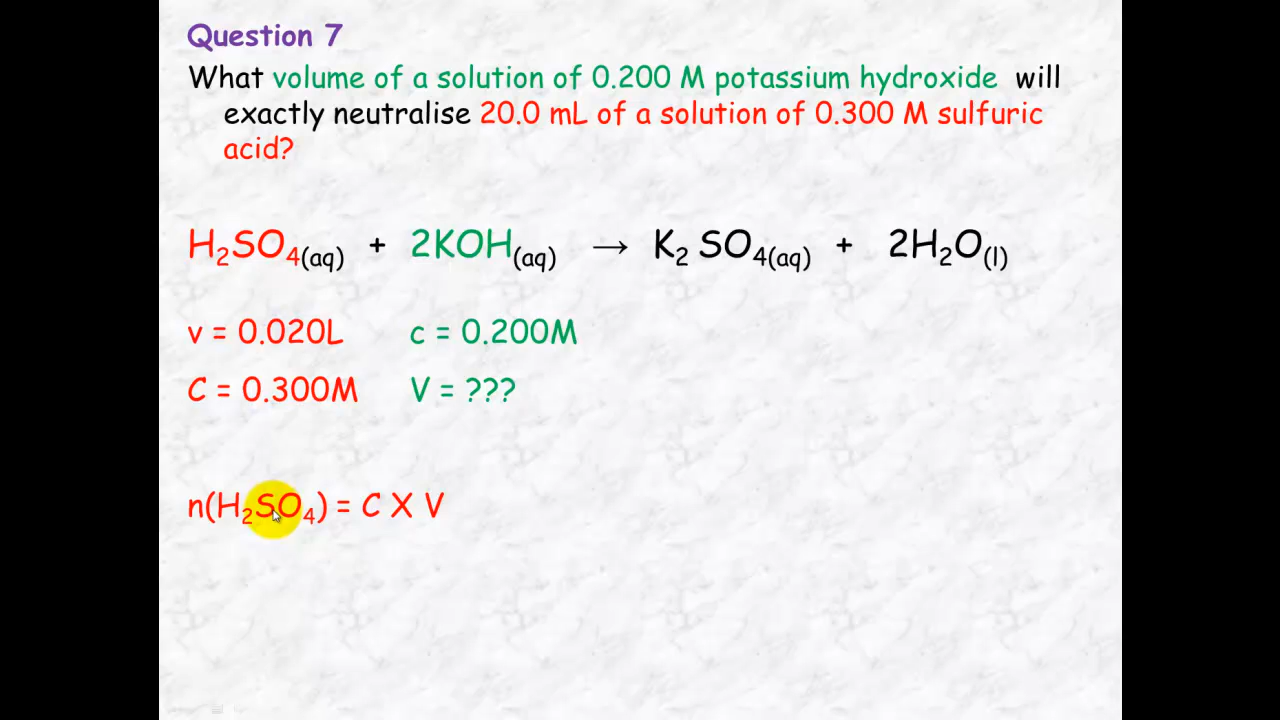 Question 7
What volume of a solution of 0.200 M potassium hydroxide will
exactly neutralise 20.0 mL of a solution of 0.300 M sulfuric
acid?
H₂SO₄(aq) + 2KOH(aq) → K₂ SO₄(aq) + 2H₂O(l)
v = 0.020L c = 0.200M
C = 0.300M V = ???
n(H₂SO₄) = C X V